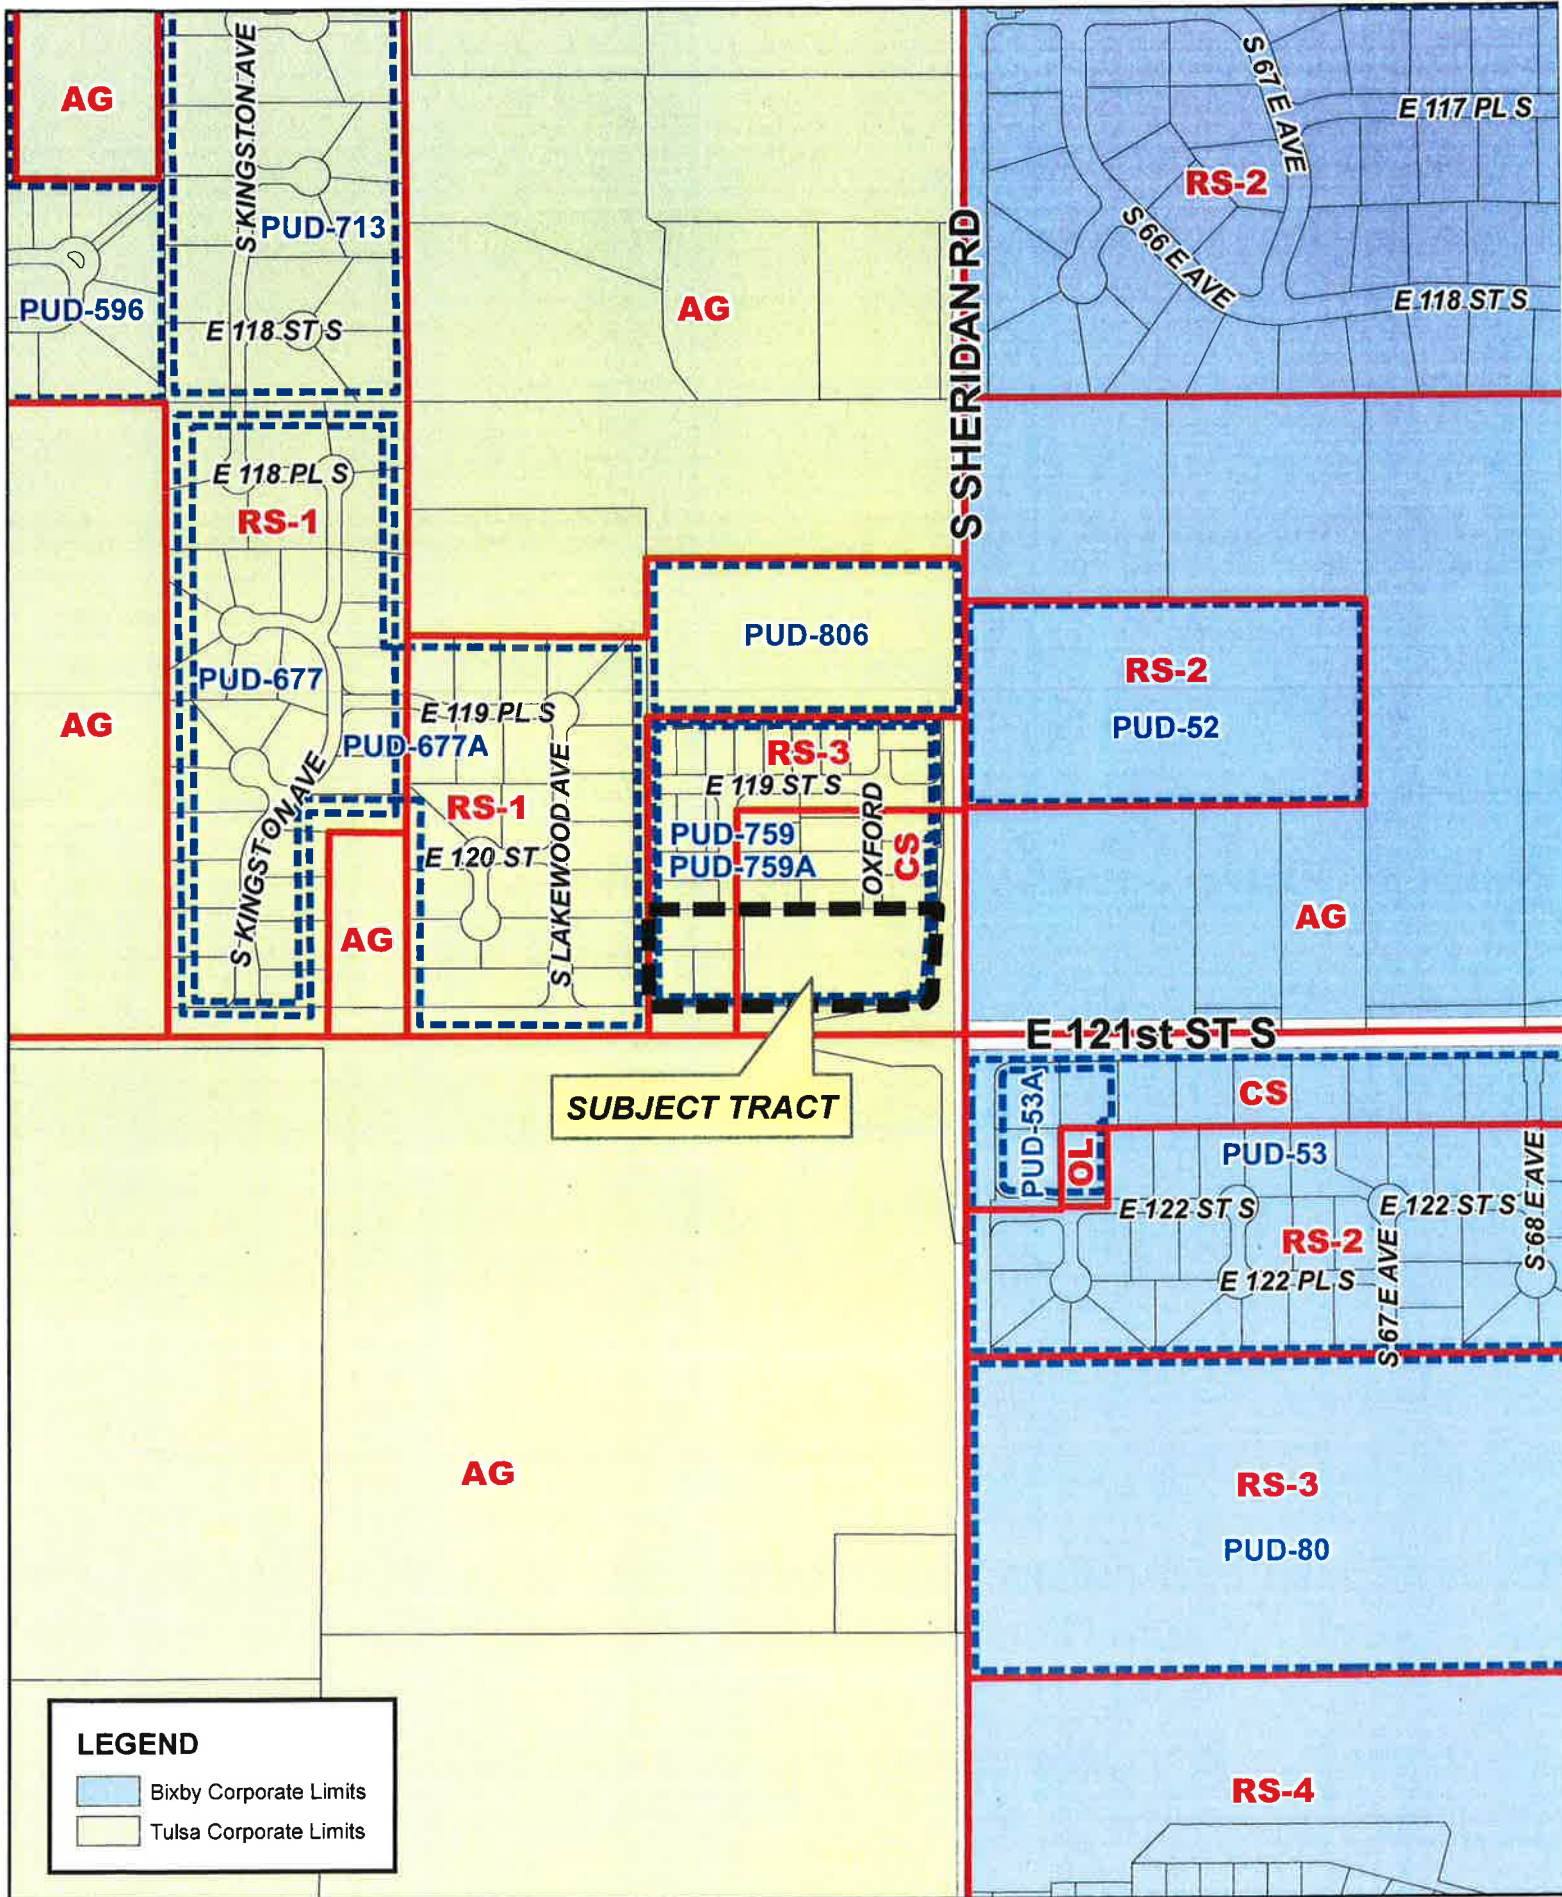 AG
S KINGSTON AVE
PUD-713
PUD-596
E 118 ST S
AG
S SHERIDAN RD
S 67 E AVE
E 117 PL S
RS-2
S 66 E AVE
E 118 ST S
E 118 PL S
RS-1
PUD-677
AG
E 119 PL S
PUD-677A
RS-1
E 120 ST
S LAKEWOOD AVE
S KINGSTON AVE
AG
PUD-806
RS-3
E 119 ST S
PUD-759
PUD-759A
OXFORD
CS
RS-2
PUD-52
AG
E 121st ST S
SUBJECT TRACT
PUD-53A
OL
CS
PUD-53
E 122 ST S
E 122 ST S
S 68 E AVE
RS-2
E 122 PL S
S 67 E AVE
AG
RS-3
PUD-80
RS-4
LEGEND
Bixby Corporate Limits
Tulsa Corporate Limits